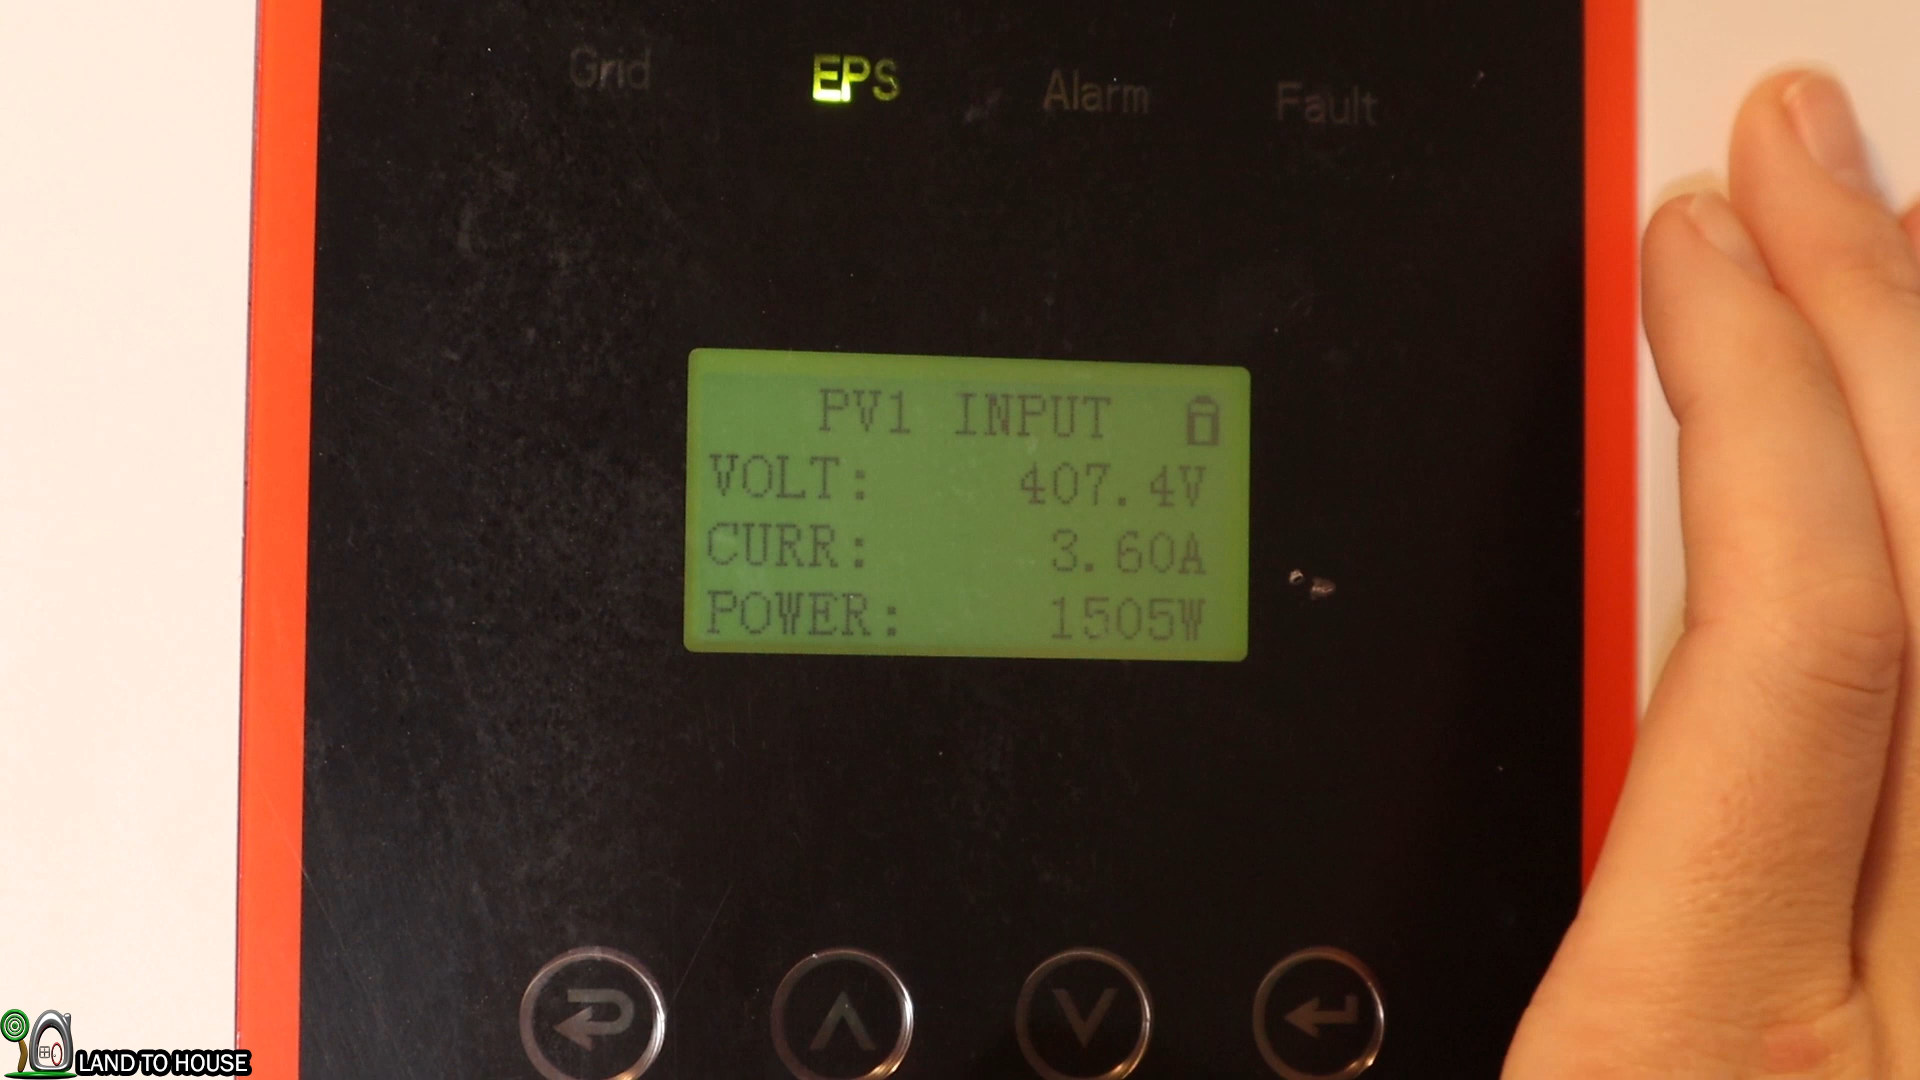 Grid EPS Alarm Fault
PV1 INPUT
VOLT: 407.4V
CURR: 3.60A
POWER: 1505W
LAND TO HOUSE